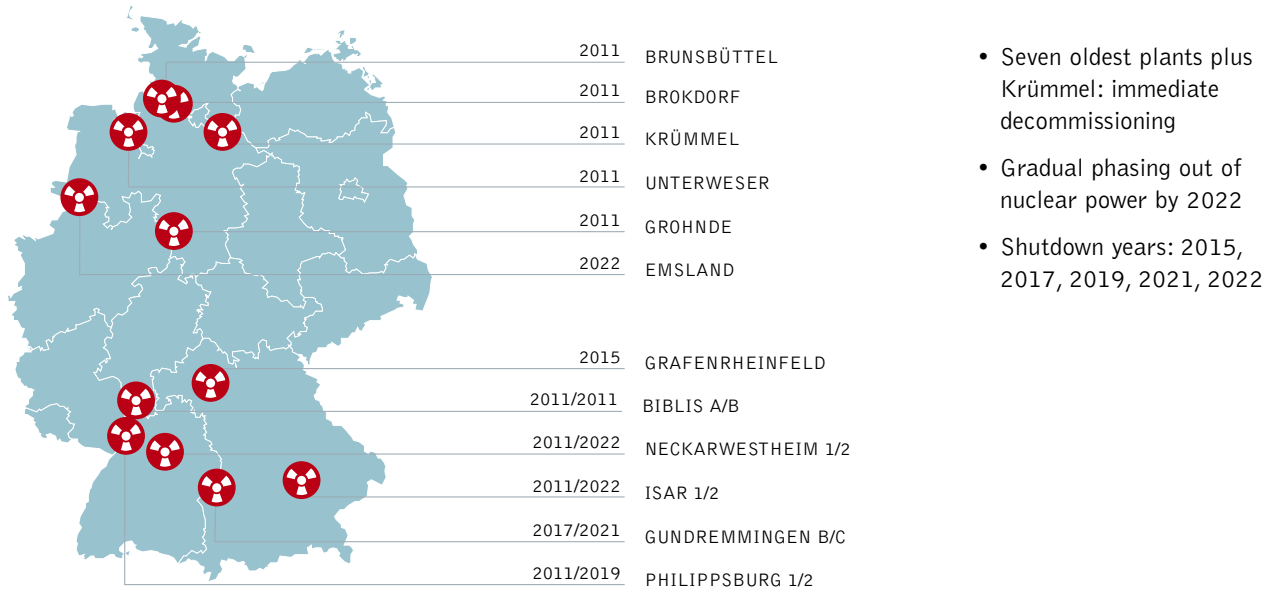 2011 BRUNSBÜTTEL
2011 BROKDORF
2011 KRÜMMEL
2011 UNTERWESER
2011 GROHNDE
2022 EMSLAND
2015 GRAFENRHEINFELD
2011/2011 BIBLIS A/B
2011/2022 NECKARWESTHEIM 1/2
2011/2022 ISAR 1/2
2017/2021 GUNDREMMINGEN B/C
2011/2019 PHILIPPSBURG 1/2
• Seven oldest plants plus
Krümmel: immediate
decommissioning
• Gradual phasing out of
nuclear power by 2022
• Shutdown years: 2015,
2017, 2019, 2021, 2022